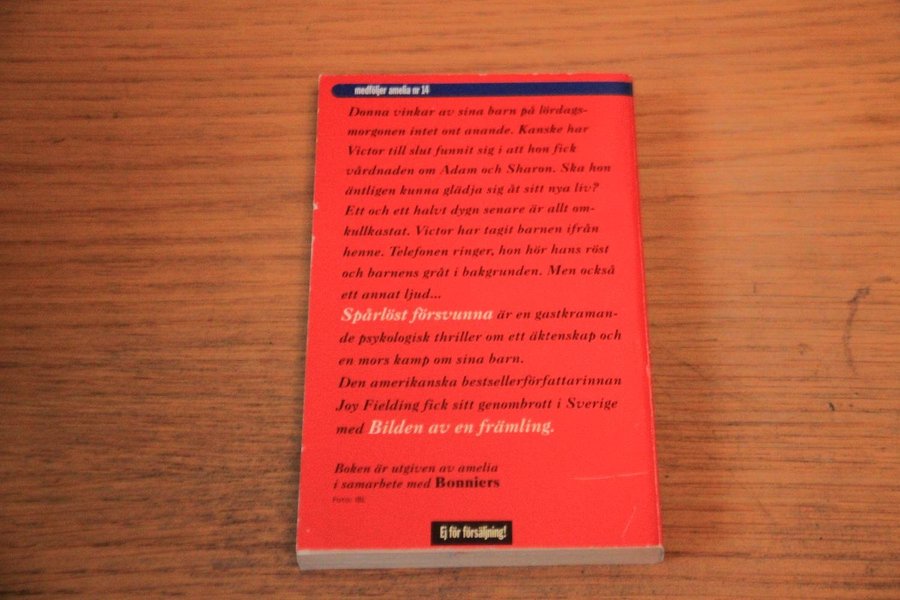 medföljer amelia nr 14
Donna vinkar av sina barn på lördags-
morgonen intet ont anande. Kanske har
Victor till slut funnit sig i att hon fick
vårdnaden om Adam och Sharon. Ska hon
äntligen kunna glädja sig åt sitt nya liv?
Ett och ett halvt dygn senare är allt om-
kullkastat. Victor har tagit barnen ifrån
henne. Telefonen ringer, hon hör hans röst
och barnens gråt i bakgrunden. Men också
ett annat ljud...
Spårlöst försvunna är en gastkraman-
de psykologisk thriller om ett äktenskap och
en mors kamp om sina barn.
Den amerikanska bestsellerförfattarinnan
Joy Fielding fick sitt genombrott i Sverige
med Bilden av en främling.
Boken är utgiven av amelia
i samarbete med Bonniers
Foto: IBL
Ej för försäljning!